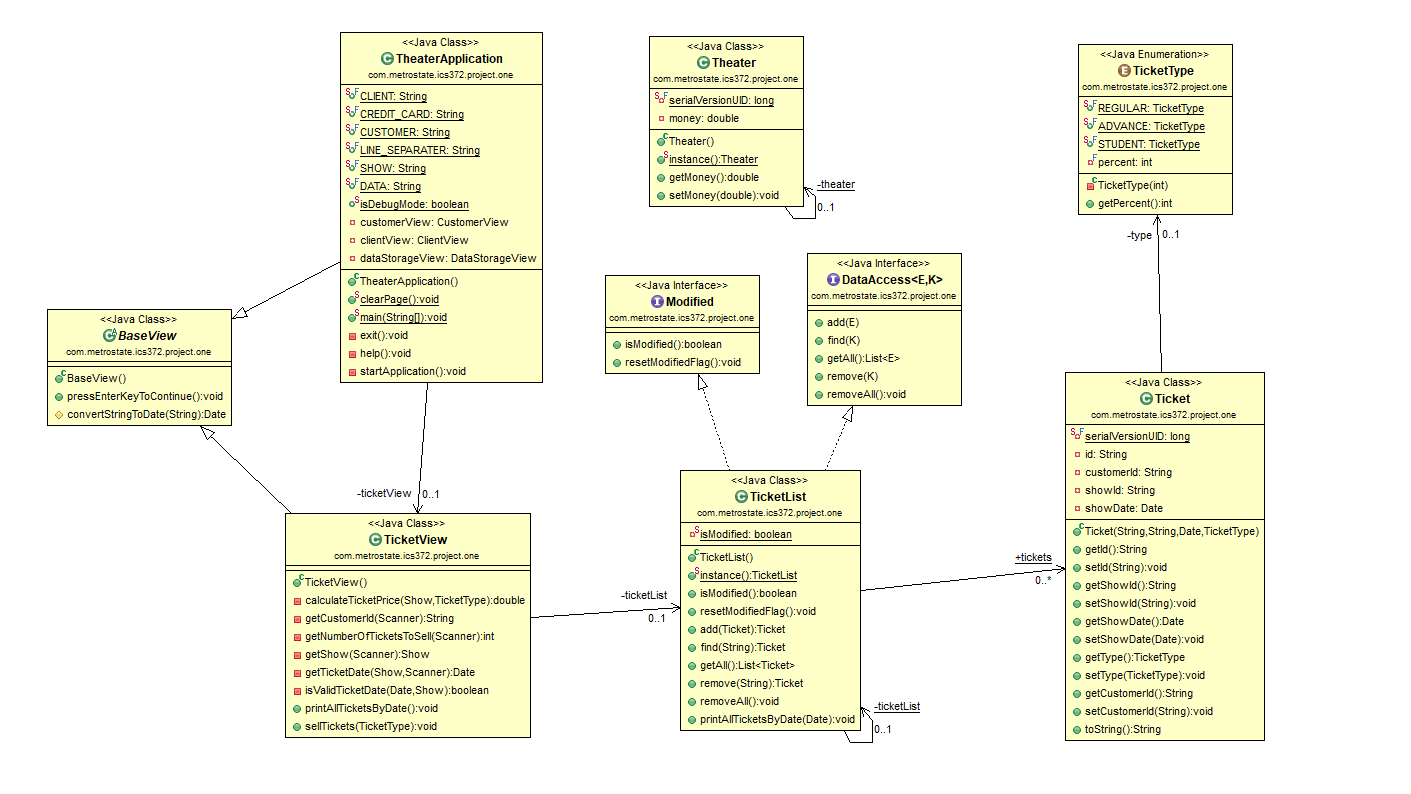 <<Java Class>>
TheaterApplication
com.metrostate.ics372.project.one
CLIENT: String
CREDIT_CARD: String
CUSTOMER: String
LINE_SEPARATER: String
SHOW: String
DATA: String
isDebugMode: boolean
customerView: CustomerView
clientView: ClientView
dataStorageView: DataStorageView
TheaterApplication()
clearPage():void
main(String[]):void
exit():void
help():void
startApplication():void
<<Java Class>>
Theater
com.metrostate.ics372.project.one
serialVersionUID: long
money: double
Theater()
instance():Theater
getMoney():double
setMoney(double):void
-theater
0..1
<<Java Enumeration>>
TicketType
com.metrostate.ics372.project.one
REGULAR: TicketType
ADVANCE: TicketType
STUDENT: TicketType
percent: int
TicketType(int)
getPercent():int
-type
0..1
<<Java Interface>>
Modified
com.metrostate.ics372.project.one
isModified():boolean
resetModifiedFlag():void
<<Java Interface>>
DataAccess<E,K>
com.metrostate.ics372.project.one
add(E)
find(K)
getAll():List<E>
remove(K)
removeAll():void
<<Java Class>>
BaseView
com.metrostate.ics372.project.one
BaseView()
pressEnterKeyToContinue():void
convertStringToDate(String):Date
-ticketView
0..1
<<Java Class>>
TicketView
com.metrostate.ics372.project.one
TicketView()
calculateTicketPrice(Show,TicketType):double
getCustomerId(Scanner):String
getNumberOfTicketsToSell(Scanner):int
getShow(Scanner):Show
getTicketDate(Show,Scanner):Date
isValidTicketDate(Date,Show):boolean
printAllTicketsByDate():void
sellTickets(TicketType):void
-ticketList
0..1
<<Java Class>>
TicketList
com.metrostate.ics372.project.one
isModified: boolean
TicketList()
instance():TicketList
isModified():boolean
resetModifiedFlag():void
add(Ticket):Ticket
find(String):Ticket
getAll():List<Ticket>
remove(String):Ticket
removeAll():void
printAllTicketsByDate(Date):void
-ticketList
0..1
+tickets
0..*
<<Java Class>>
Ticket
com.metrostate.ics372.project.one
serialVersionUID: long
id: String
customerId: String
showId: String
showDate: Date
Ticket(String,String,Date,TicketType)
getId():String
setId(String):void
getShowId():String
setShowId(String):void
getShowDate():Date
setShowDate(Date):void
getType():TicketType
setType(TicketType):void
getCustomerId():String
setCustomerId(String):void
toString():String